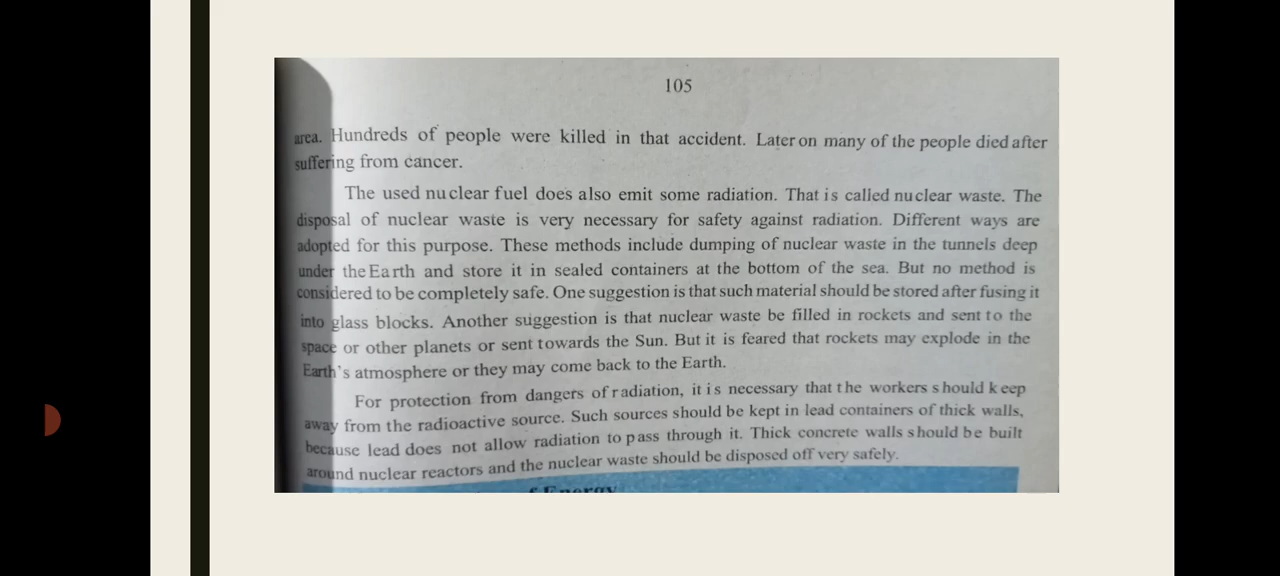 105
area. Hundreds of people were killed in that accident. Later on many of the people died after
suffering from cancer.
The used nuclear fuel does also emit some radiation. That is called nuclear waste. The
disposal of nuclear waste is very necessary for safety against radiation. Different ways are
adopted for this purpose. These methods include dumping of nuclear waste in the tunnels deep
under the Earth and store it in sealed containers at the bottom of the sea. But no method is
considered to be completely safe. One suggestion is that such material should be stored after fusing it
into glass blocks. Another suggestion is that nuclear waste be filled in rockets and sent to the
space or other planets or sent towards the Sun. But it is feared that rockets may explode in the
Earth's atmosphere or they may come back to the Earth.
For protection from dangers of radiation, it is necessary that the workers should keep
away from the radioactive source. Such sources should be kept in lead containers of thick walls,
because lead does not allow radiation to pass through it. Thick concrete walls should be built
around nuclear reactors and the nuclear waste should be disposed off very safely.
Energy